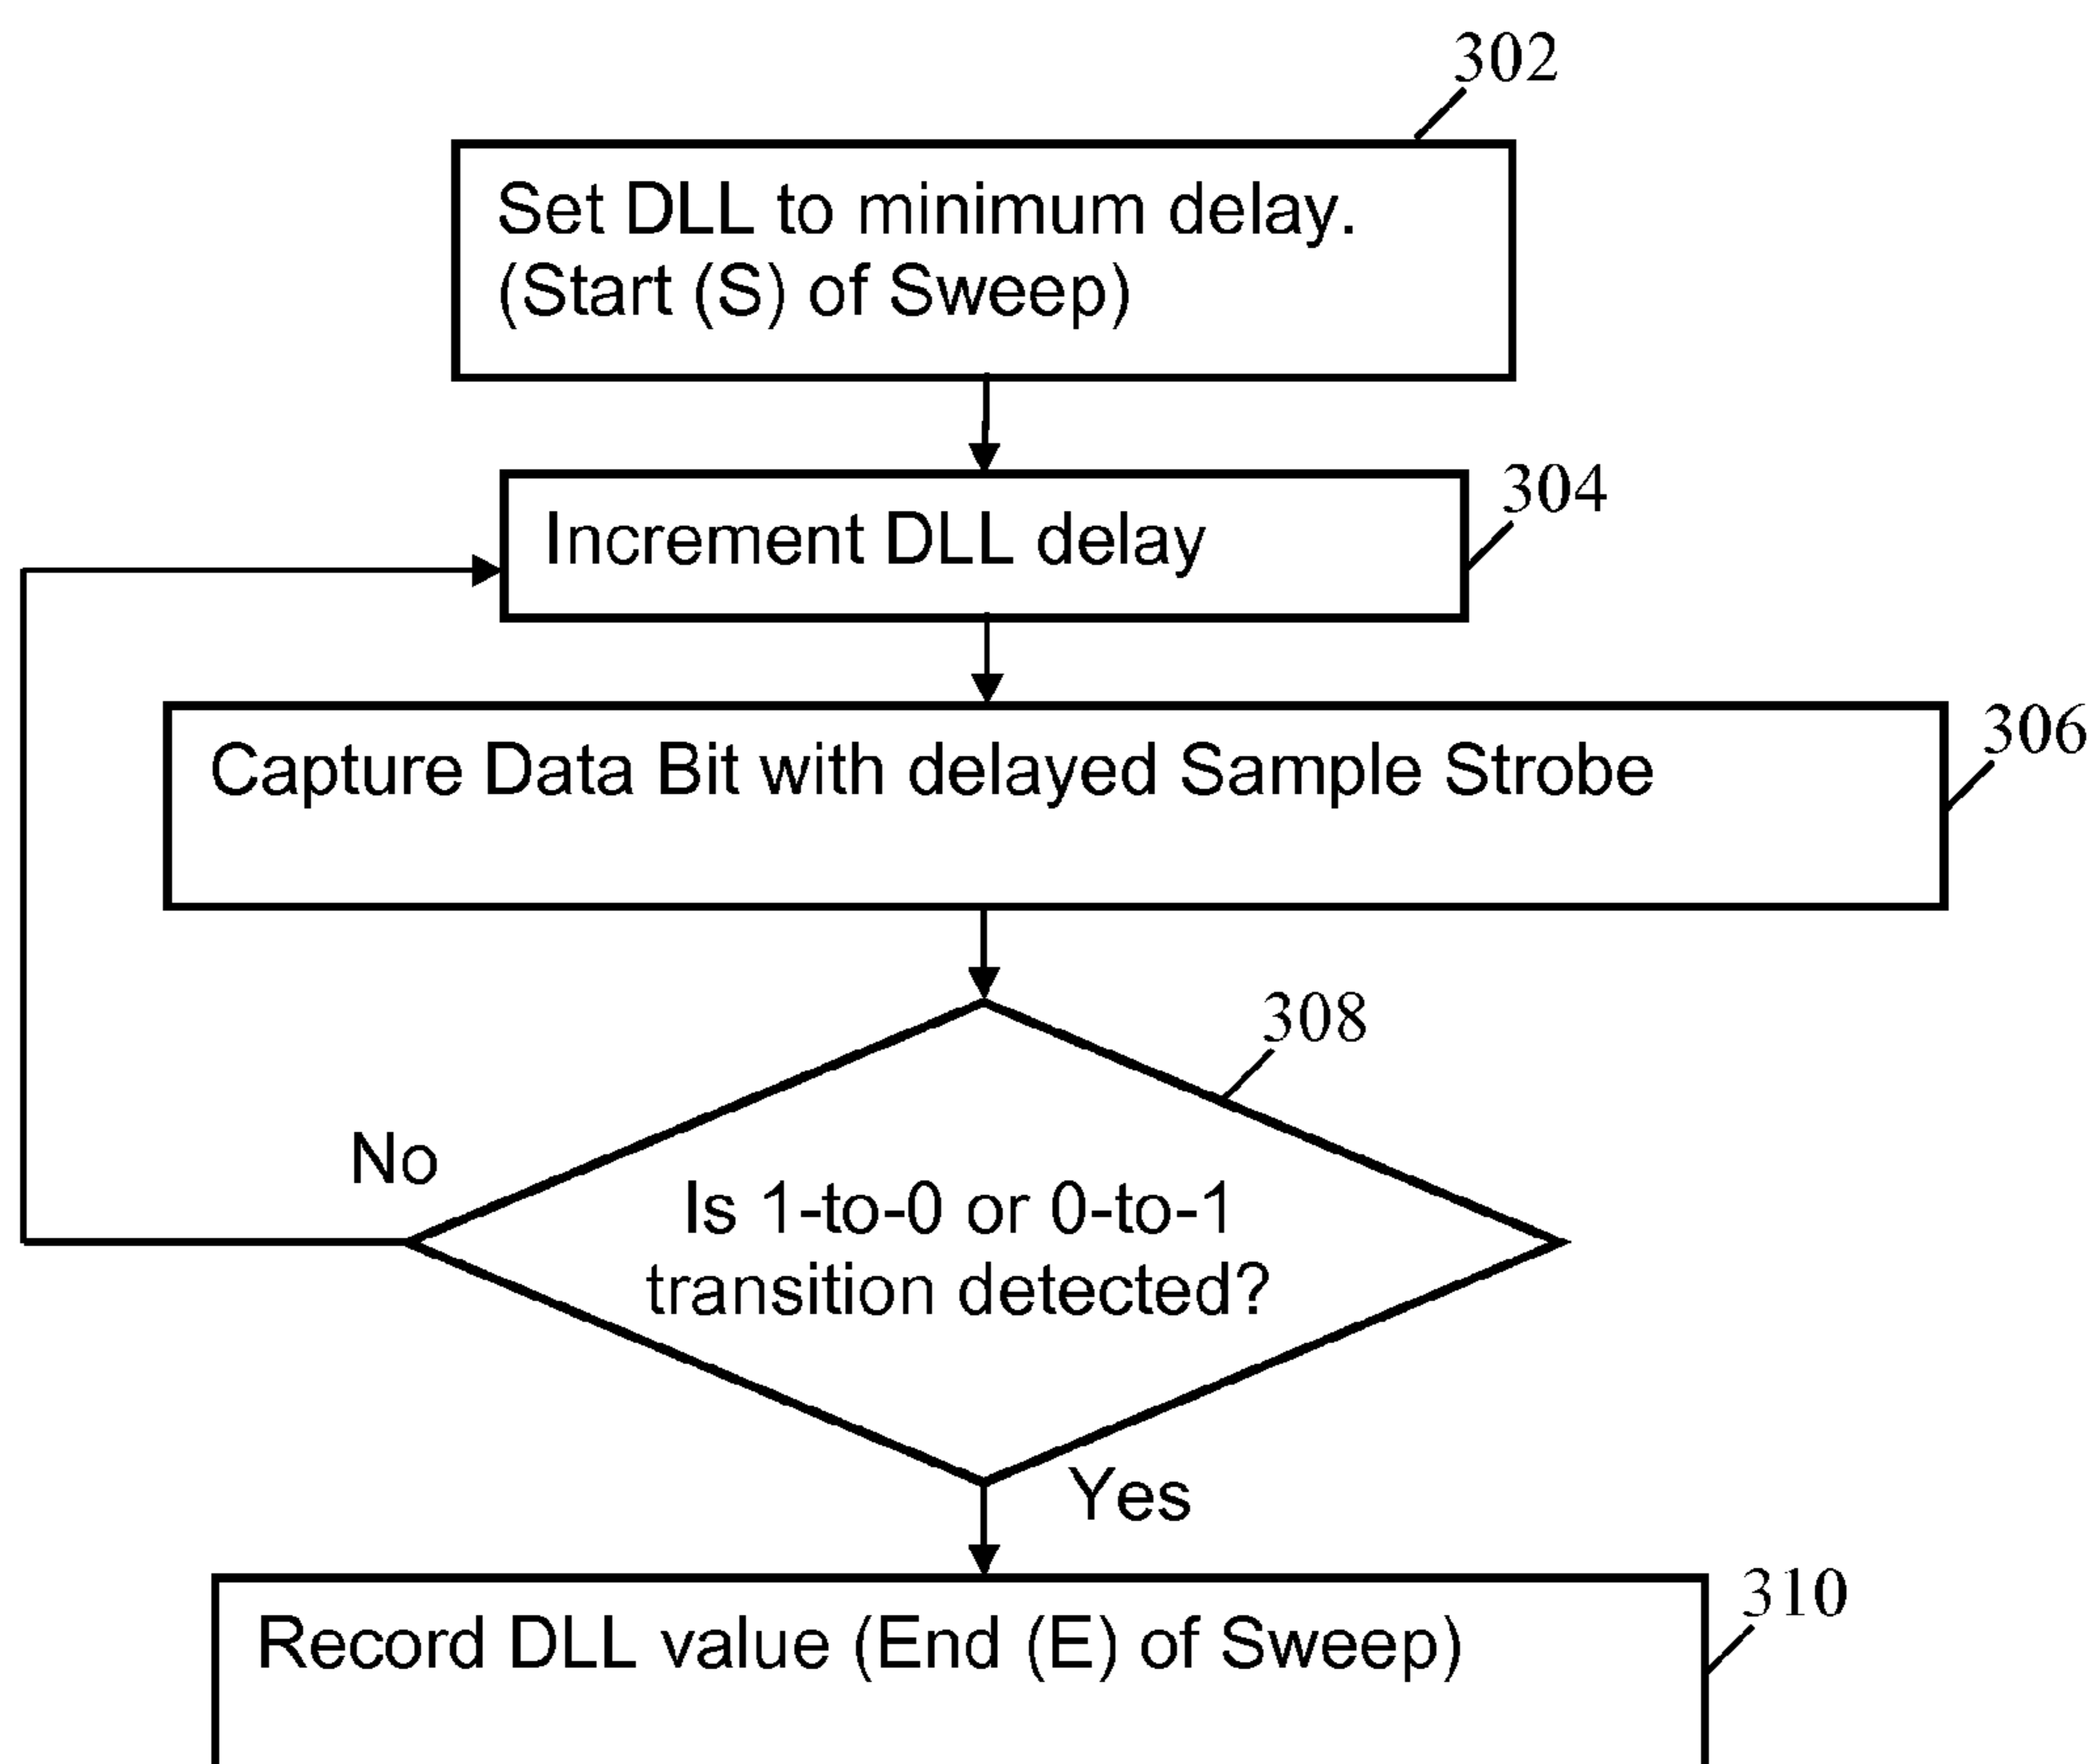 302
Set DLL to minimum delay.
(Start (S) of Sweep)
304
Increment DLL delay
306
Capture Data Bit with delayed Sample Strobe
308
No
Is 1-to-0 or 0-to-1
transition detected?
Yes
310
Record DLL value (End (E) of Sweep)